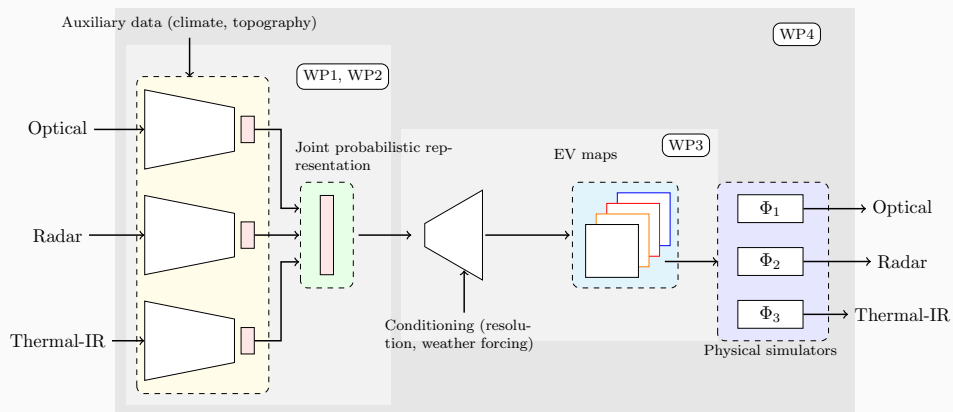 Auxiliary data (climate, topography)
WP4
WP1, WP2
Optical
Joint probabilistic rep-
resentation
EV maps
WP3
Radar
Φ1
Optical
Φ2
Radar
Φ3
Thermal-IR
Conditioning (resolu-
tion, weather forcing)
Thermal-IR
Physical simulators